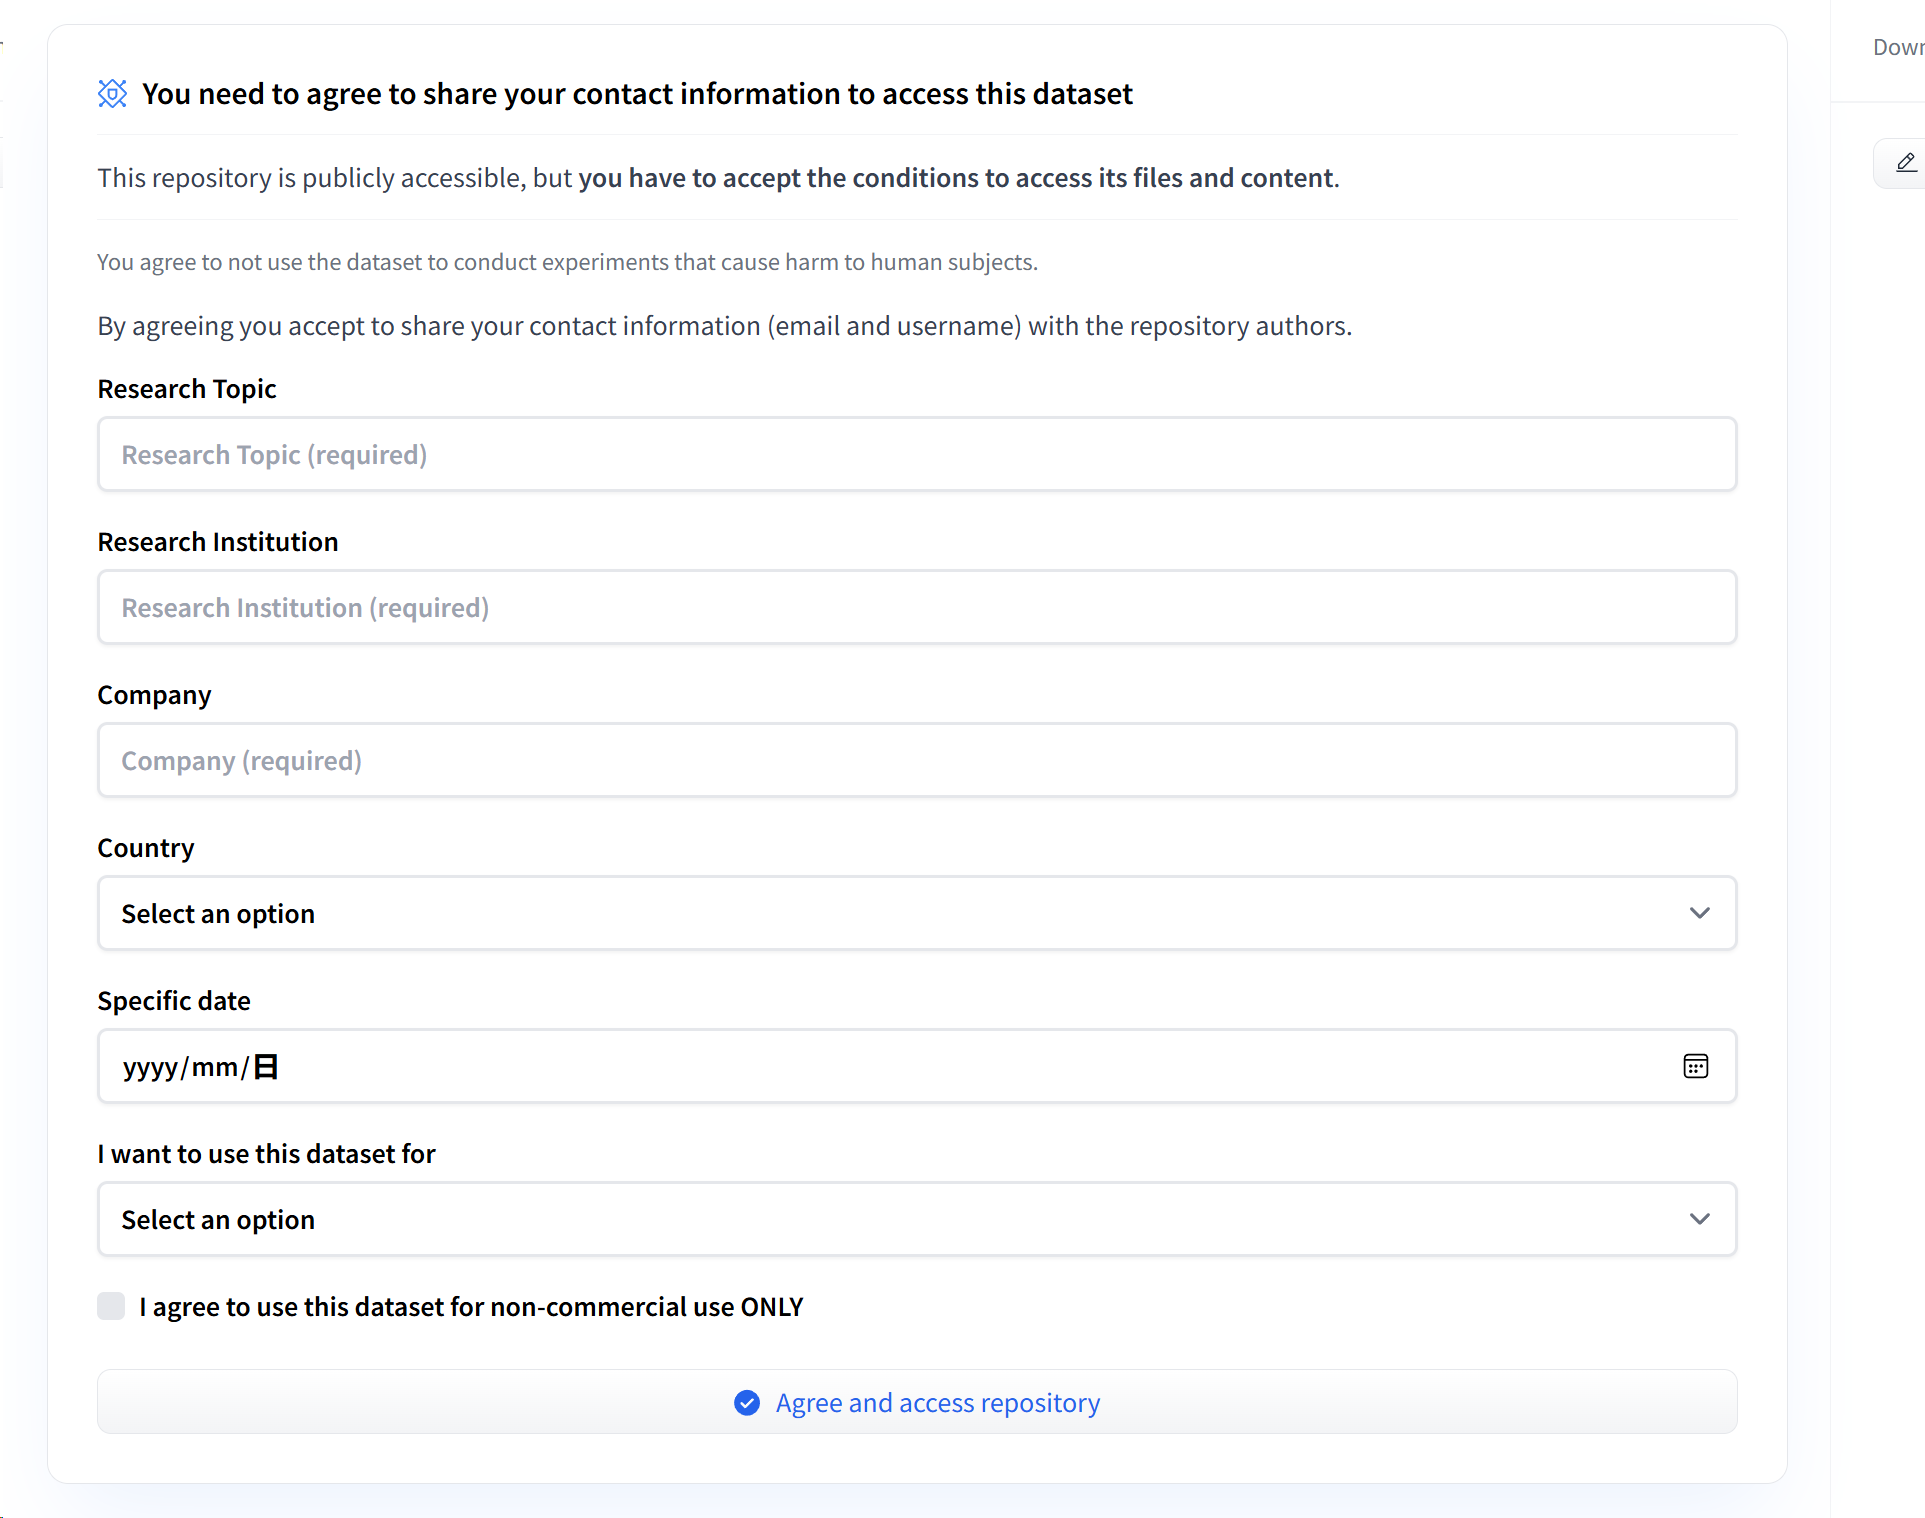 You need to agree to share your contact information to access this dataset
This repository is publicly accessible, but you have to accept the conditions to access its files and content.
You agree to not use the dataset to conduct experiments that cause harm to human subjects.
By agreeing you accept to share your contact information (email and username) with the repository authors.
Research Topic
Research Topic (required)
Research Institution
Research Institution (required)
Company
Company (required)
Country
Select an option
Specific date
yyyy/mm/日
I want to use this dataset for
Select an option
I agree to use this dataset for non-commercial use ONLY
Agree and access repository